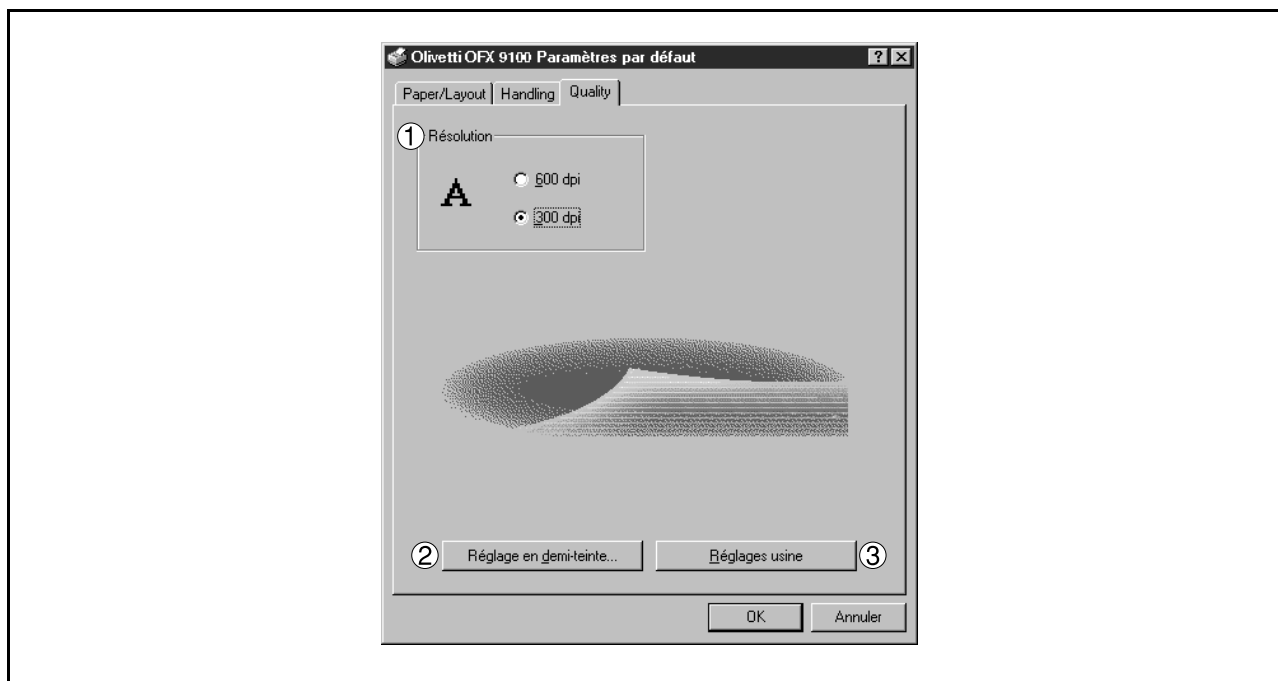 Olivetti OFX 9100 Paramètres par défaut
Paper/Layout Handling Quality
① Résolution
A
600 dpi
300 dpi
② Réglage en demi-teinte... Réglages usine ③
OK Annuler